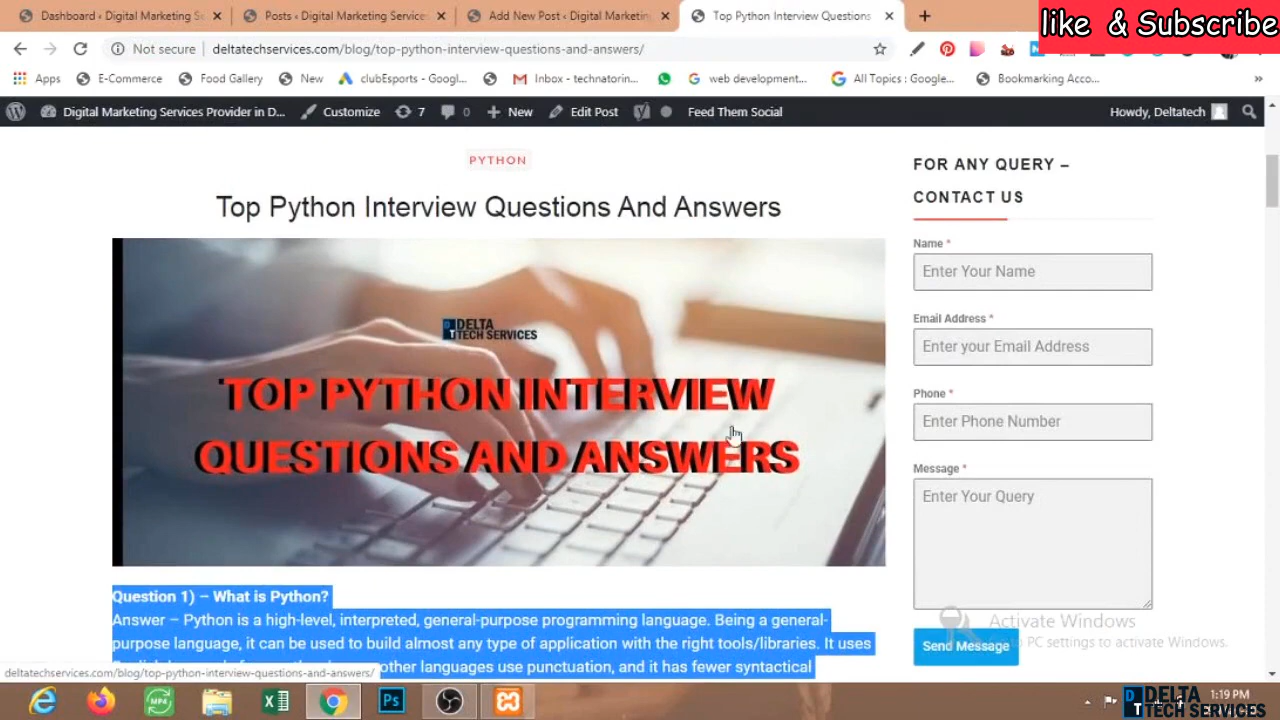 Dashboard ‹ Digital Marketing S
Posts ‹ Digital Marketing Service
Add New Post ‹ Digital Marketin
Top Python Interview Questions
like & Subscribe
Not secure
deltatechservices.com/blog/top-python-interview-questions-and-answers/
Apps
E-Commerce
Food Gallery
New
clubEsports - Googl...
Inbox - technatorin...
web development...
All Topics : Google...
Bookmarking Acco...
»
Digital Marketing Services Provider in D...
Customize
7
0
New
Edit Post
Feed Them Social
Howdy, Deltatech
PYTHON
Top Python Interview Questions And Answers
DELTA
TECH SERVICES
TOP PYTHON INTERVIEW
QUESTIONS AND ANSWERS
Question 1) – What is Python?
Answer – Python is a high-level, interpreted, general-purpose programming language. Being a general-
purpose language, it can be used to build almost any type of application with the right tools/libraries. It uses
other languages use punctuation, and it has fewer syntactical
FOR ANY QUERY –
CONTACT US
Name *
Enter Your Name
Email Address *
Enter your Email Address
Phone *
Enter Phone Number
Message *
Enter Your Query
Send Message
Activate Windows
to PC settings to activate Windows.
deltatechservices.com/blog/top-python-interview-questions-and-answers/
MP4
Ps
1:19 PM
DELTA
TECH SERVICES